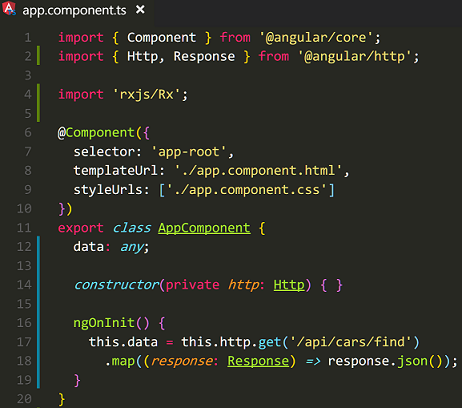 app.component.ts ×
1 import { Component } from '@angular/core';
2 import { Http, Response } from '@angular/http';
3
4 import 'rxjs/Rx';
5
6 @Component({
7   selector: 'app-root',
8   templateUrl: './app.component.html',
9   styleUrls: ['./app.component.css']
10 })
11 export class AppComponent {
12   data: any;
13
14   constructor(private http: Http) { }
15
16   ngOnInit() {
17     this.data = this.http.get('/api/cars/find')
18       .map((response: Response) => response.json());
19   }
20 }